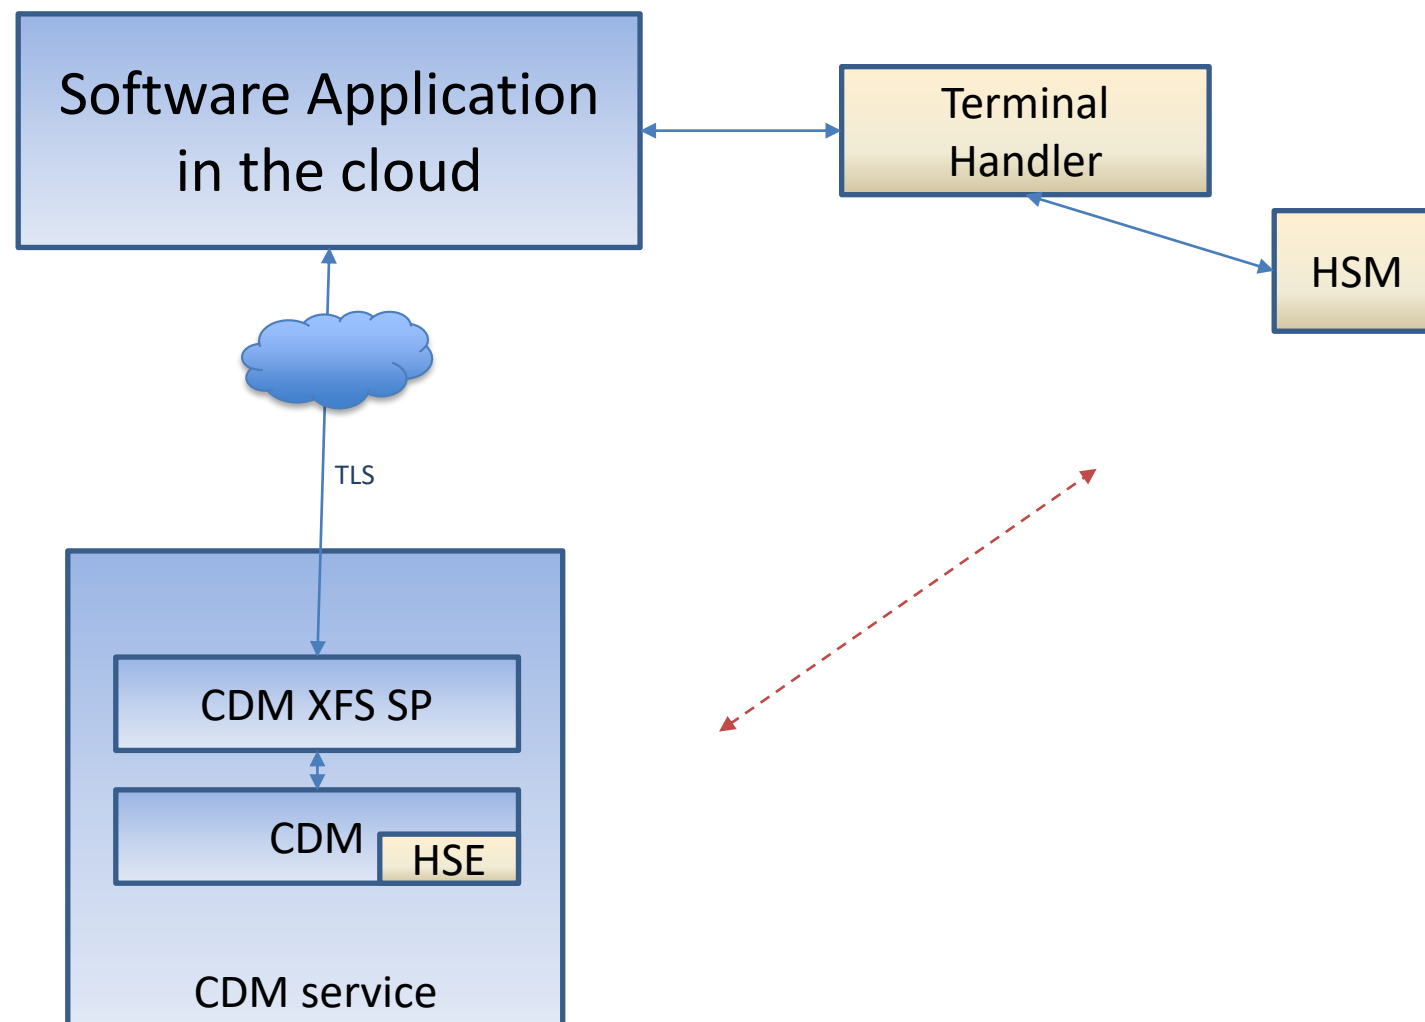 Software Application
in the cloud
Terminal
Handler
HSM
TLS
CDM XFS SP
CDM
HSE
CDM service